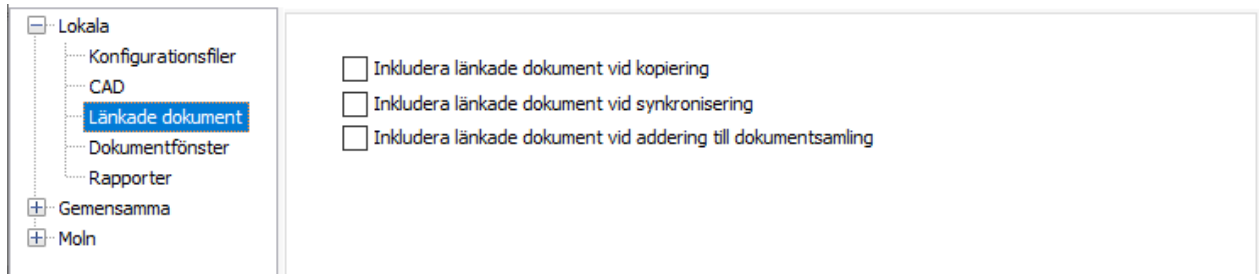 Lokala
Konfigurationsfiler
CAD
Länkade dokument
Dokumentfönster
Rapporter
Gemensamma
Moln
Inkludera länkade dokument vid kopiering
Inkludera länkade dokument vid synkronisering
Inkludera länkade dokument vid addering till dokumentsamling